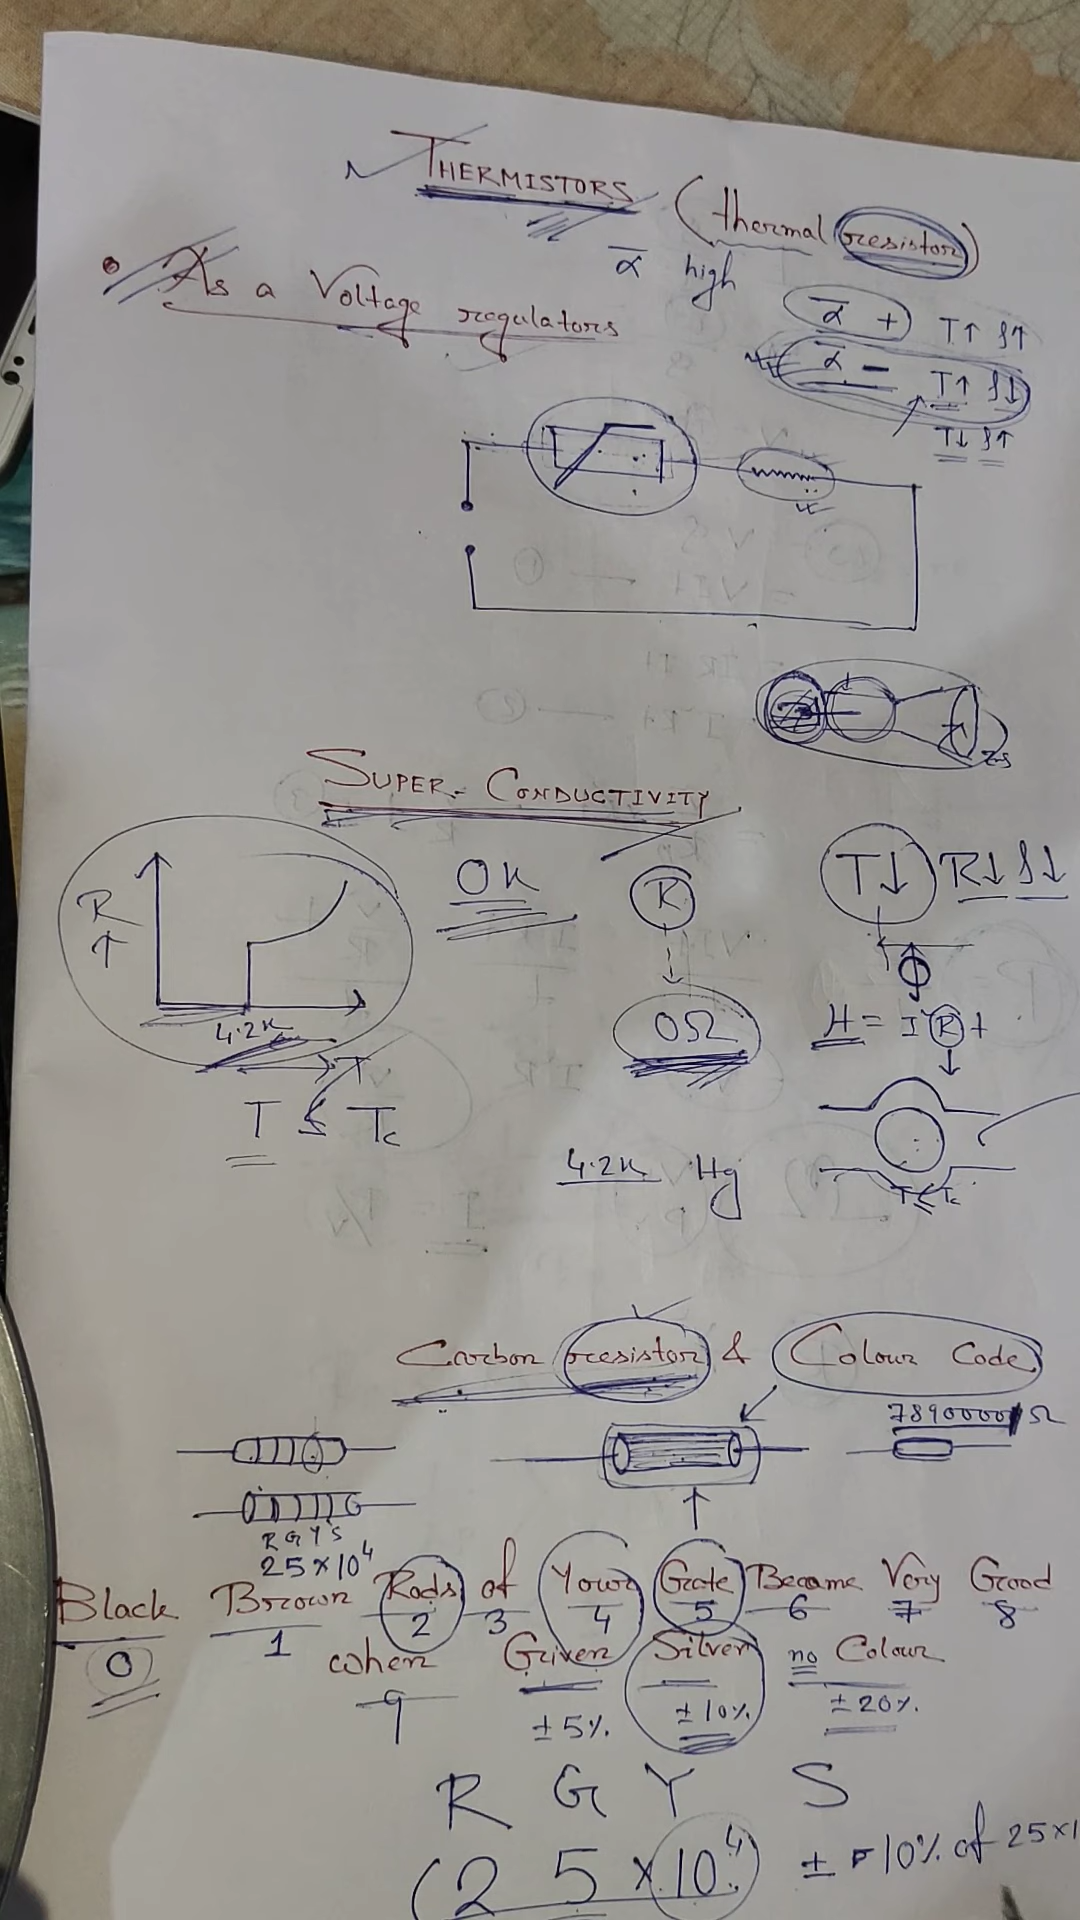 THERMISTORS (thermal resistor)
ᾱ high
• As a Voltage regulators
ᾱ + T↑ ρ↑
ᾱ − T↑ ρ↓
T↓ ρ↑
SUPER-CONDUCTIVITY
R ↑
0K
R
T↓ R↓ ρ↓
4.2K
T
0Ω
H = I²Rt
T ≤ Tc
4.2K Hg
T ≤ Tc
Carbon resistor & Colour Code
7890000 Ω
R G Y S
25×10⁴
Black Brown Rods of Your Gate Became Very Good
0 1 2 3 4 5 6 7 8
when Given Silver no Colour
9 ±5% ±10% ±20%
R G Y S
(2 5 ×10⁴) ± 10% of 25×1